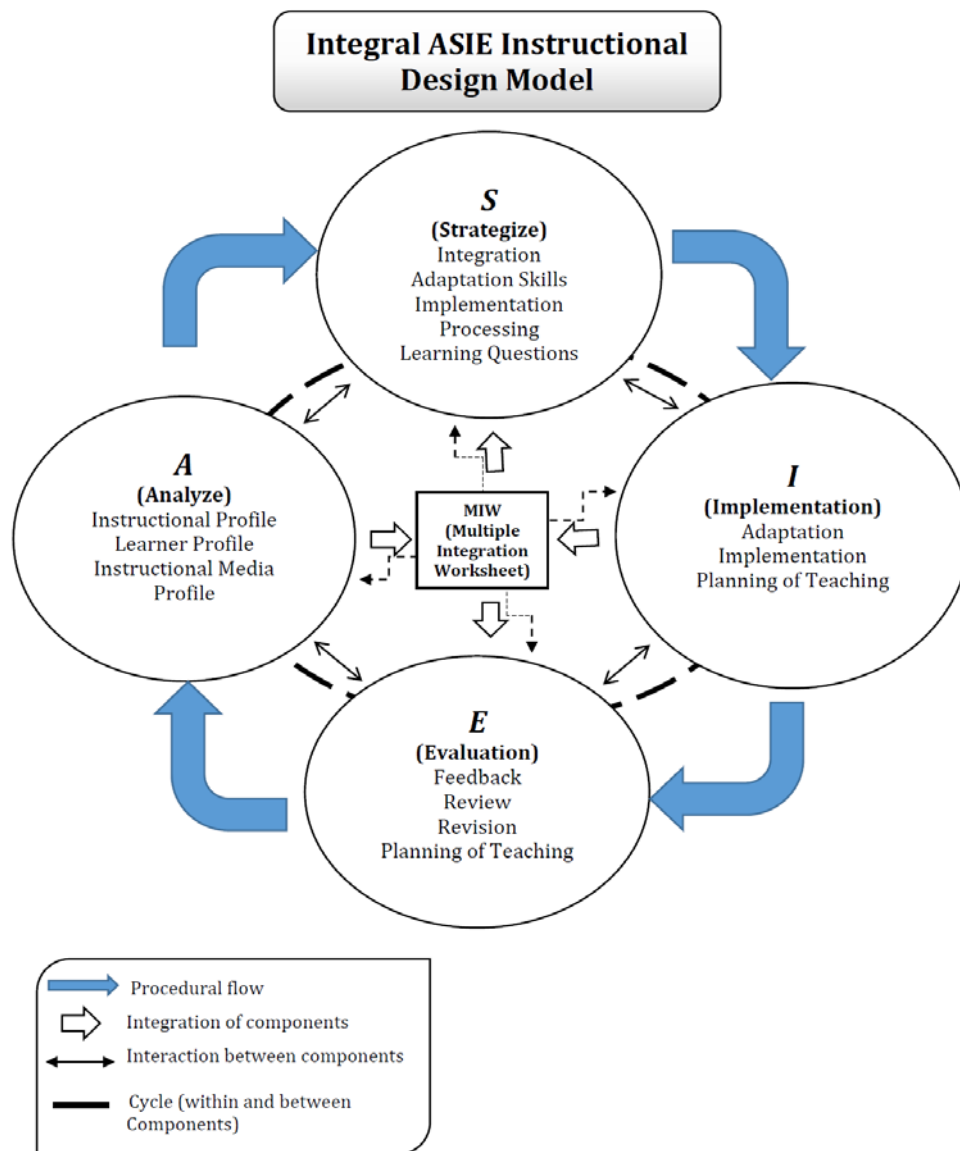 Integral ASIE Instructional
Design Model
S
(Strategize)
Integration
Adaptation Skills
Implementation
Processing
Learning Questions
A
(Analyze)
Instructional Profile
Learner Profile
Instructional Media
Profile
MIW
(Multiple
Integration
Worksheet)
I
(Implementation)
Adaptation
Implementation
Planning of Teaching
E
(Evaluation)
Feedback
Review
Revision
Planning of Teaching
Procedural flow
Integration of components
Interaction between components
Cycle (within and between
Components)